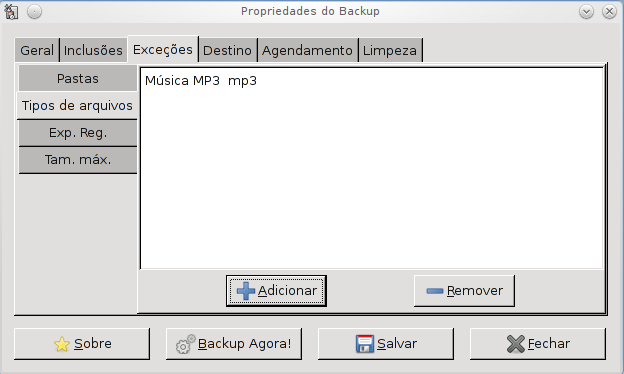 Propriedades do Backup
Geral Inclusões Exceções Destino Agendamento Limpeza
Pastas
Tipos de arquivos
Exp. Reg.
Tam. máx.
Música MP3 mp3
Adicionar Remover
Sobre Backup Agora! Salvar Fechar